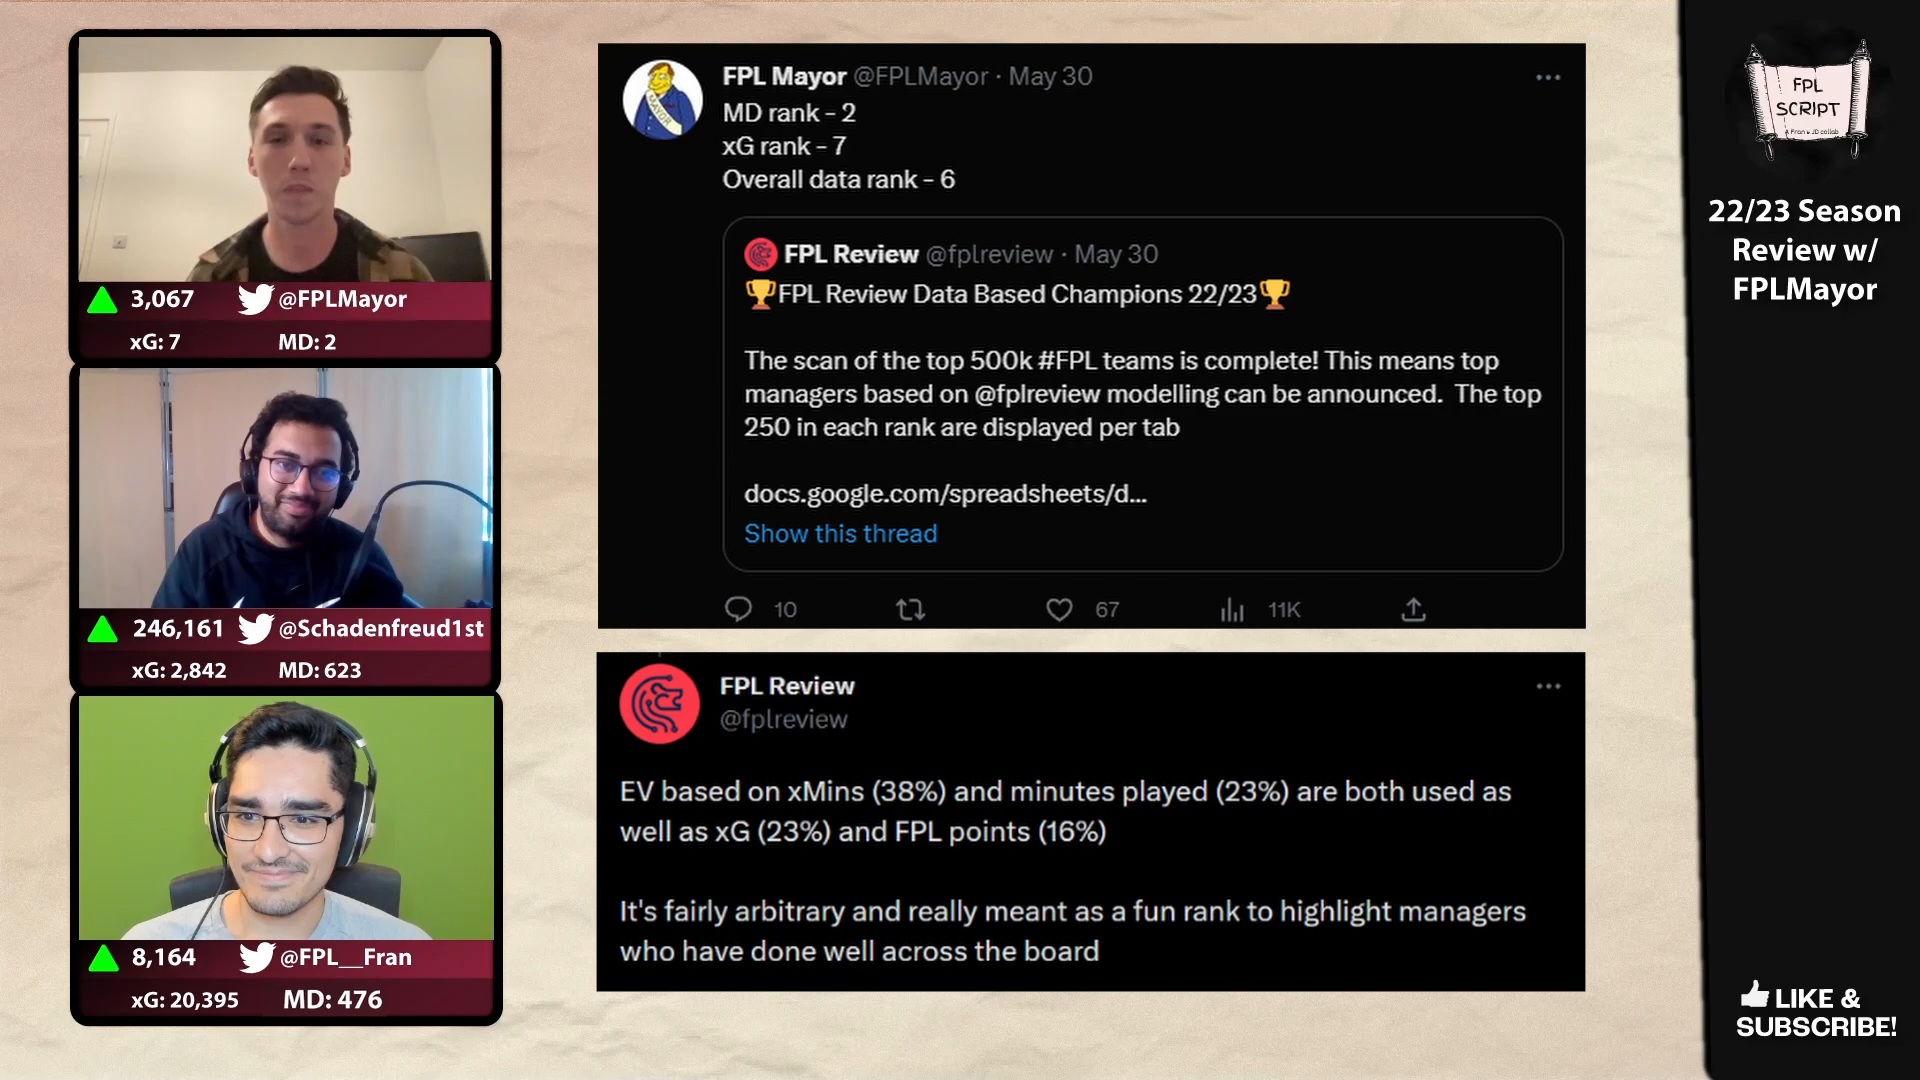 3,067 @FPLMayor
xG: 7 MD: 2
246,161 @Schadenfreud1st
xG: 2,842 MD: 623
8,164 @FPL__Fran
xG: 20,395 MD: 476
FPL Mayor @FPLMayor · May 30
MD rank - 2
xG rank - 7
Overall data rank - 6
FPL Review @fplreview · May 30
🏆FPL Review Data Based Champions 22/23🏆
The scan of the top 500k #FPL teams is complete! This means top
managers based on @fplreview modelling can be announced. The top
250 in each rank are displayed per tab
docs.google.com/spreadsheets/d...
Show this thread
10 67 11K
FPL Review
@fplreview
EV based on xMins (38%) and minutes played (23%) are both used as
well as xG (23%) and FPL points (16%)
It's fairly arbitrary and really meant as a fun rank to highlight managers
who have done well across the board
FPL
SCRIPT
A Fran & JD collab
22/23 Season
Review w/
FPLMayor
LIKE &
SUBSCRIBE!
MAYOR